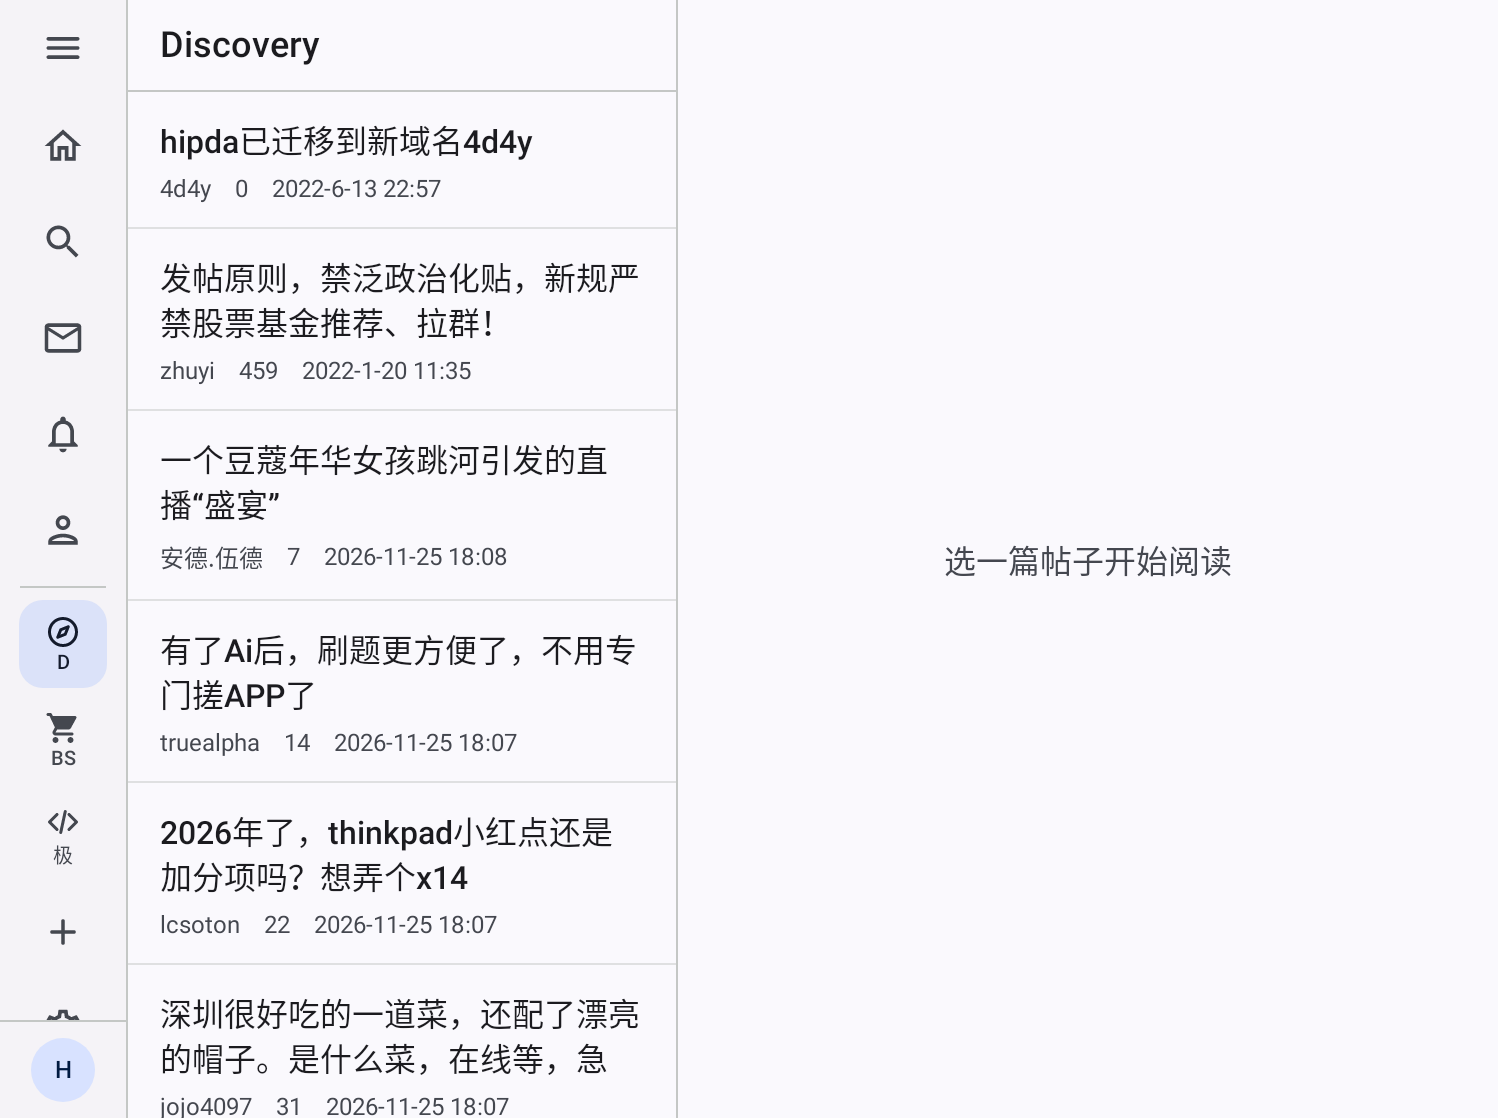 Discovery
hipda已迁移到新域名4d4y
4d4y 0 2022-6-13 22:57
发帖原则，禁泛政治化贴，新规严
禁股票基金推荐、拉群！
zhuyi 459 2022-1-20 11:35
一个豆蔻年华女孩跳河引发的直
播“盛宴”
安德.伍德 7 2026-11-25 18:08
有了Ai后，刷题更方便了，不用专
门搓APP了
truealpha 14 2026-11-25 18:07
2026年了，thinkpad小红点还是
加分项吗？想弄个x14
lcsoton 22 2026-11-25 18:07
深圳很好吃的一道菜，还配了漂亮
的帽子。是什么菜，在线等，急
jojo4097 31 2026-11-25 18:07
D
BS
极
H
选一篇帖子开始阅读